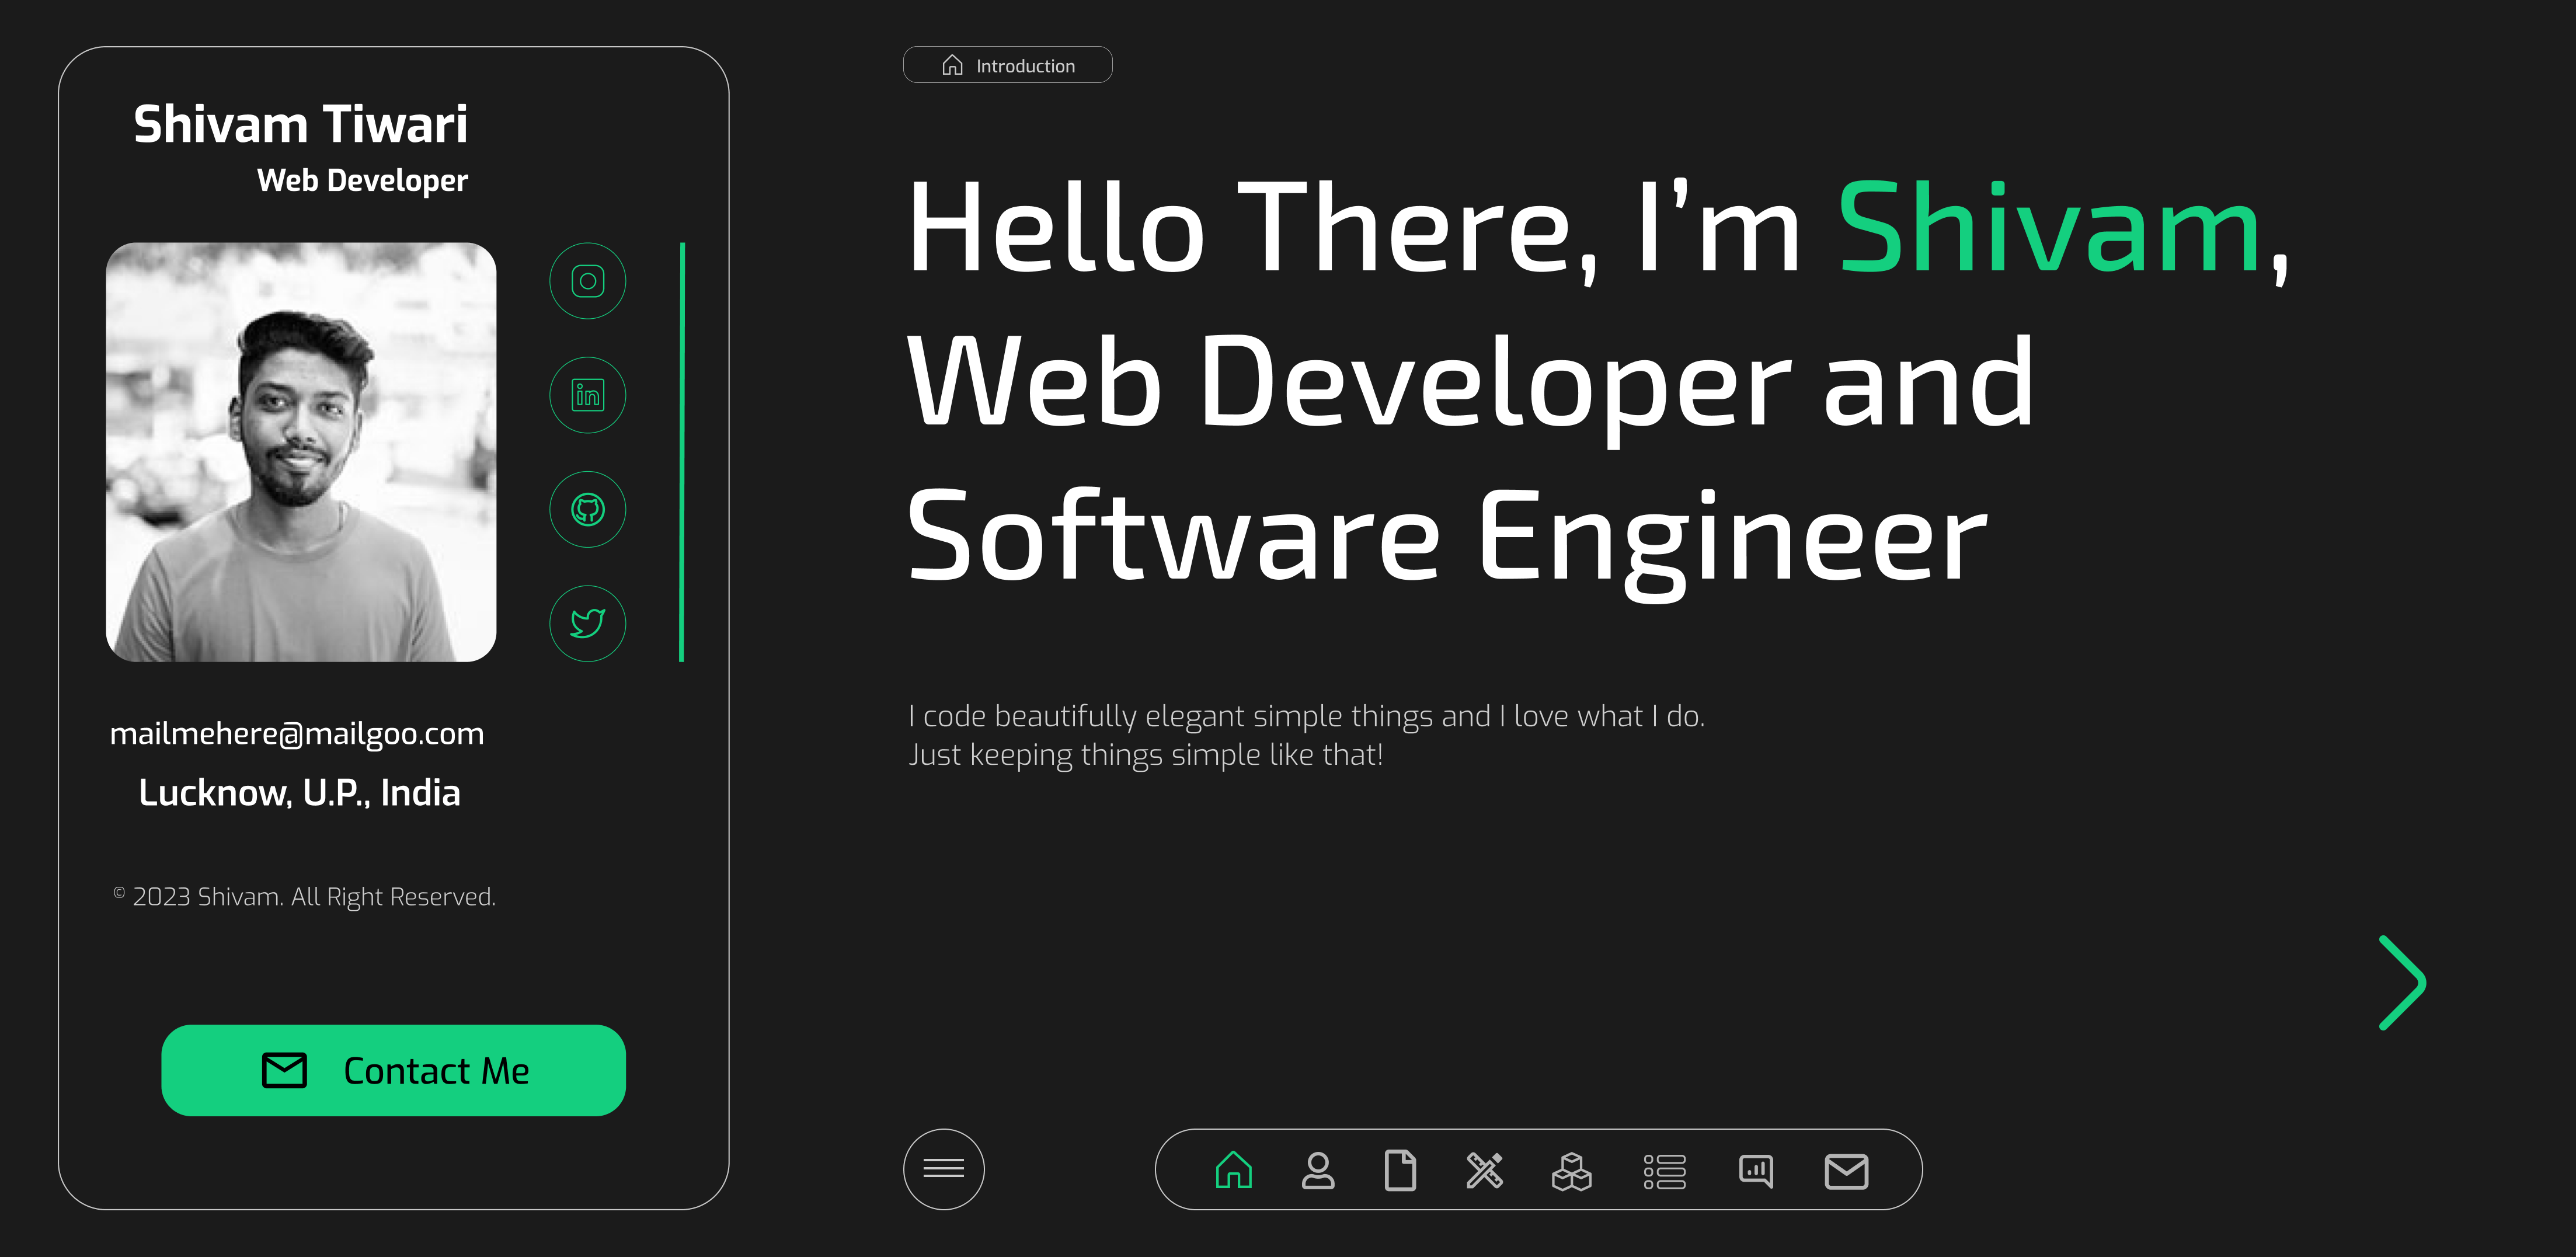 Shivam Tiwari
Web Developer
mailmehere@mailgoo.com
Lucknow, U.P., India
© 2023 Shivam. All Right Reserved.
Contact Me
Introduction
Hello There, I’m Shivam,
Web Developer and
Software Engineer
I code beautifully elegant simple things and I love what I do.
Just keeping things simple like that!